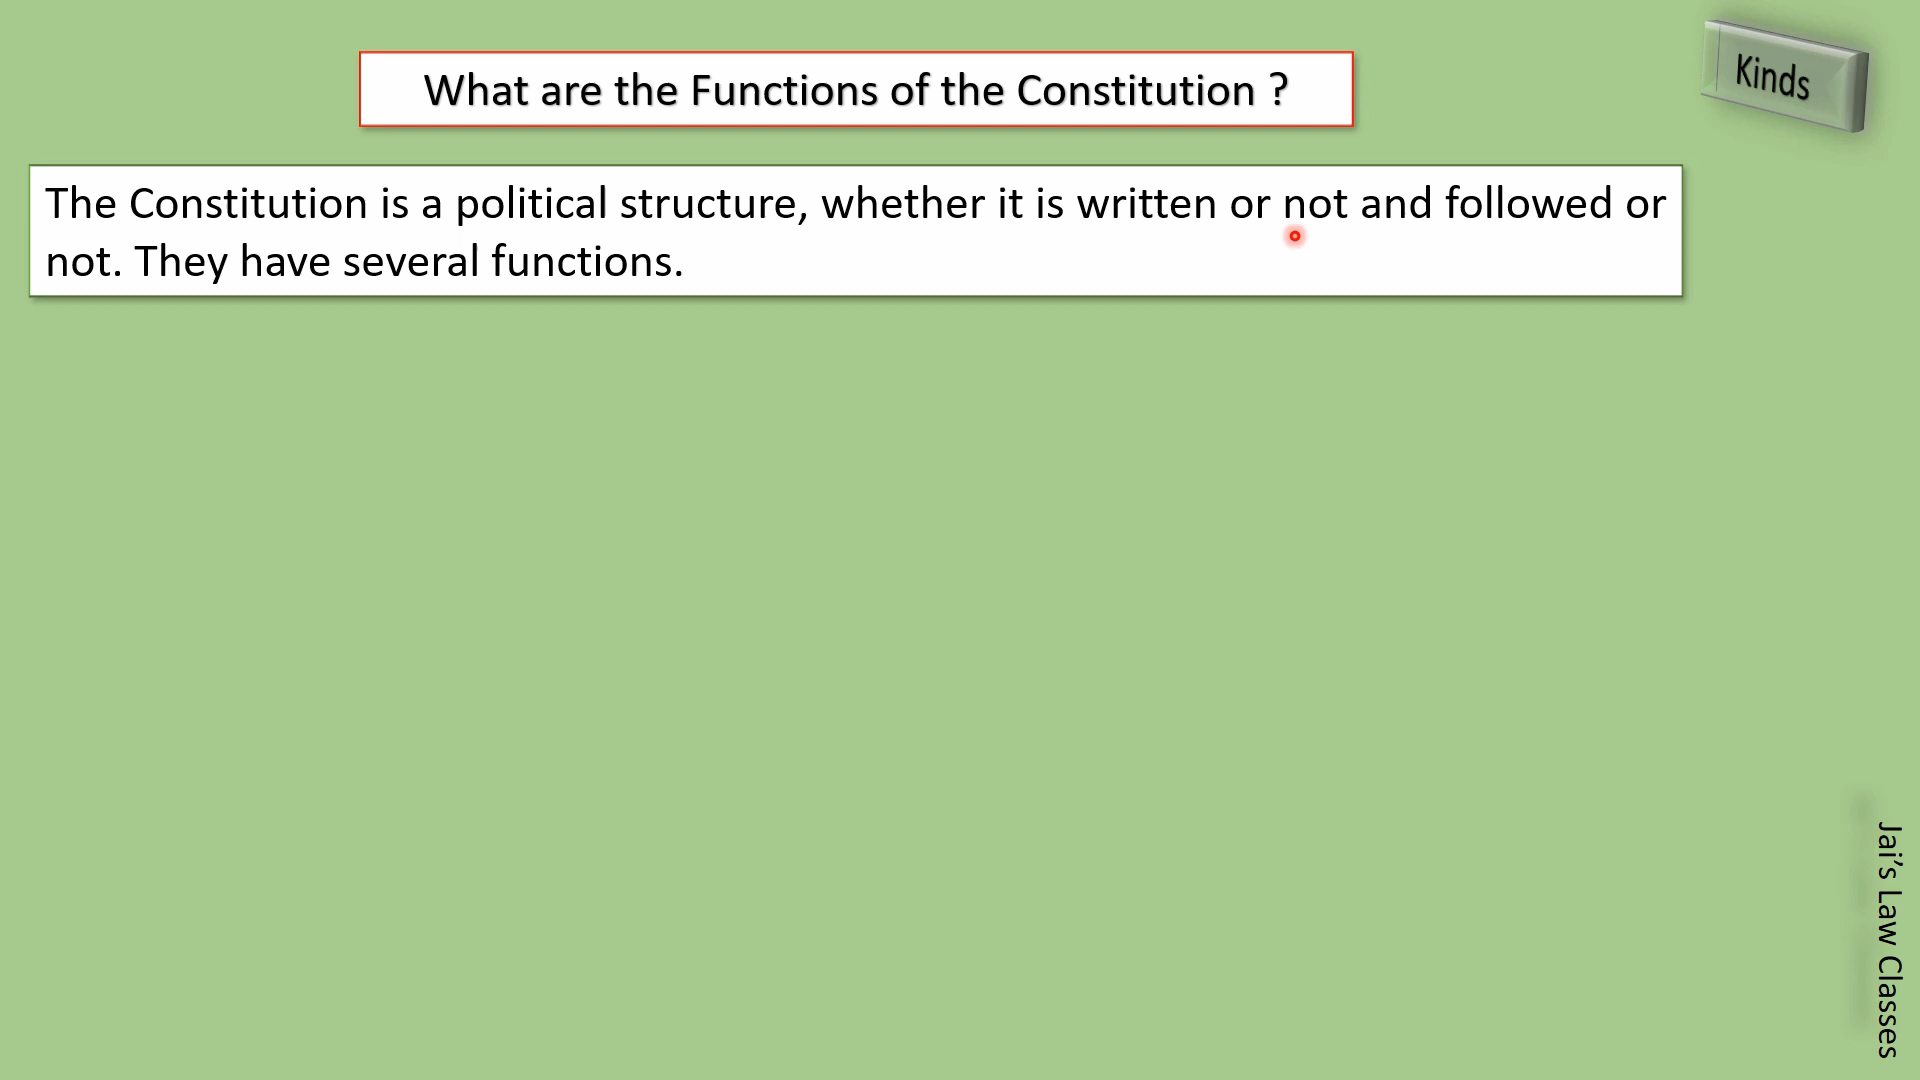 What are the Functions of the Constitution ?
Kinds
The Constitution is a political structure, whether it is written or not and followed or
not. They have several functions.
Jai’s Law Classes